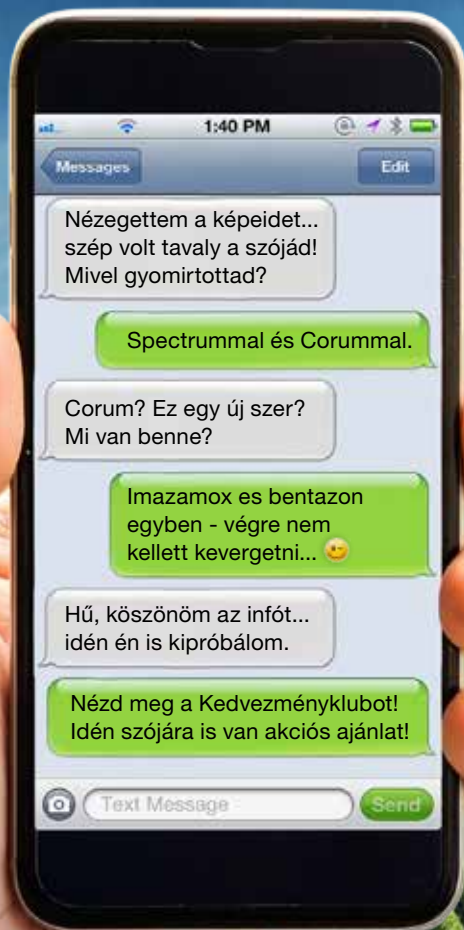 1:40 PM
Messages
Edit
Nézegettem a képeidet...
szép volt tavaly a szójád!
Mivel gyomirtottad?
Spectrummal és Corummal.
Corum? Ez egy új szer?
Mi van benne?
Imazamox es bentazon
egyben - végre nem
kellett kevergetni...
Hű, köszönöm az infót...
idén én is kipróbálom.
Nézd meg a Kedvezményklubot!
Idén szójára is van akciós ajánlat!
Text Message
Send